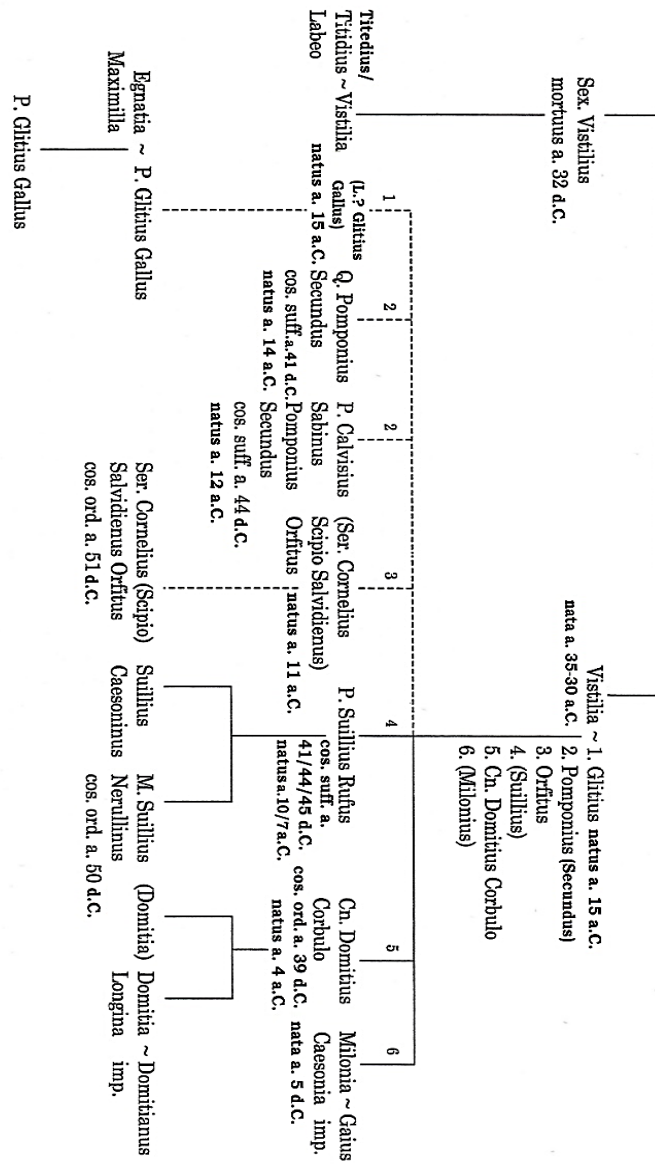 Sex. Vistilius
mortuus a. 32 d.C.
Vistilia ~ 1. Glitius natus a. 15 a.C.
nata a. 35-30 a.C.
2. Pomponius (Secundus)
3. Orfitus
4. (Suillius)
5. Cn. Domitius Corbulo
6. (Milonius)
Titedius/
Titidius ~ Vistilia
Labeo
1
(L.? Glitius
Gallus)
natus a. 15 a.C.
2
Q. Pomponius
Secundus
cos. suff.a.41 d.C.
natus a. 14 a.C.
2
P. Calvisius
Sabinus
Pomponius
Secundus
cos. suff. a. 44 d.C.
natus a. 12 a.C.
3
(Ser. Cornelius
Scipio Salvidienus)
Orfitus
natus a. 11 a.C.
4
P. Suillius Rufus
cos. suff. a.
41/44/45 d.C.
natus a.10/7 a.C.
5
Cn. Domitius
Corbulo
cos. ord. a. 39 d.C.
natus a. 4 a.C.
6
Milonia ~ Gaius
Caesonia imp.
nata a. 5 d.C.
Egnatia ~ P. Glitius Gallus
Maximilla
Ser. Cornelius (Scipio)
Salvidienus Orfitus
cos. ord. a. 51 d.C.
Suillius
Caesoninus
M. Suillius
Nerullinus
cos. ord. a. 50 d.C.
(Domitia)
Domitia ~ Domitianus
Longina imp.
P. Glitius Gallus